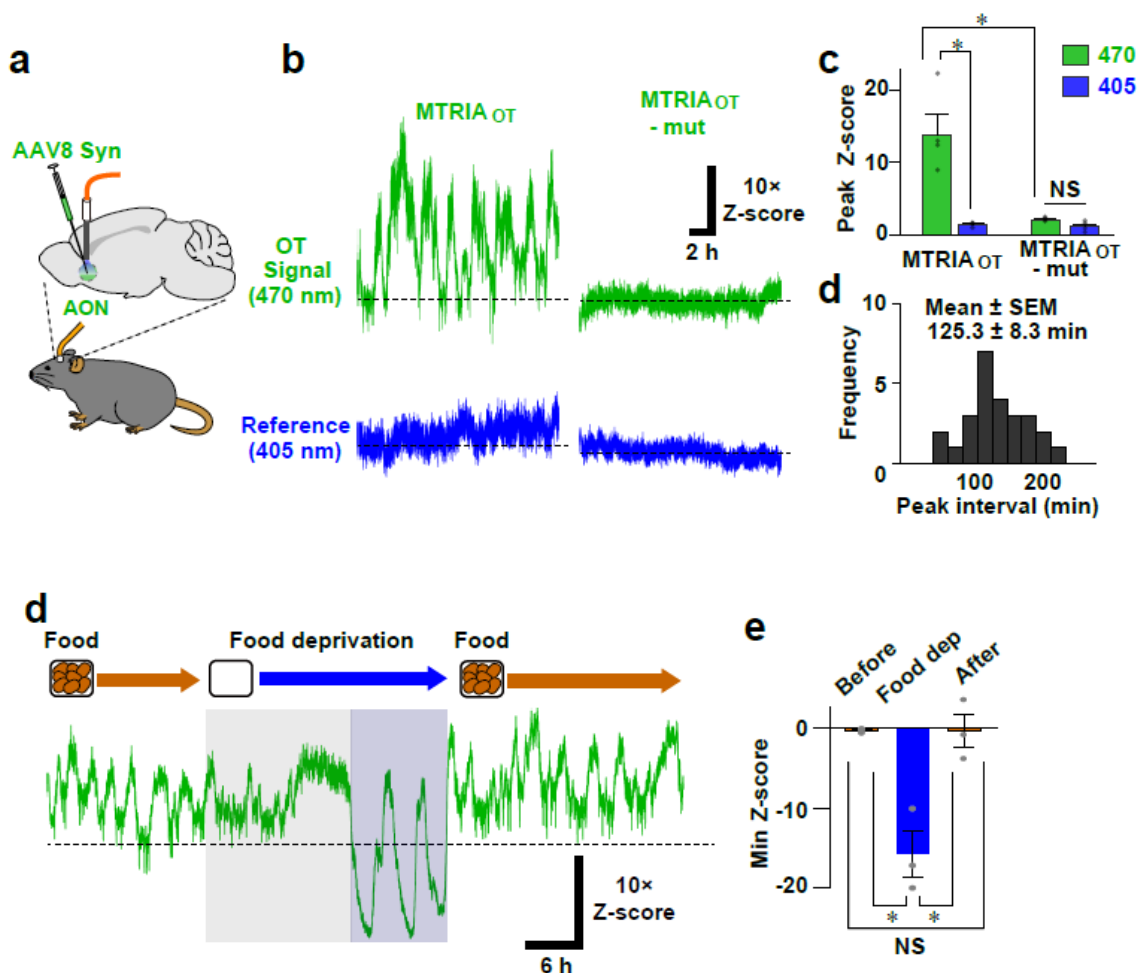 a
AAV8 Syn
AON
b
MTRIA OT
MTRIA OT
- mut
10×
Z-score
2 h
OT
Signal
(470 nm)
Reference
(405 nm)
c
*
*
470
405
20
10
0
Peak Z-score
NS
MTRIA OT
MTRIA OT
- mut
d
10
5
0
Frequency
Mean ± SEM
125.3 ± 8.3 min
100
200
Peak interval (min)
d
Food
Food deprivation
Food
10×
Z-score
6 h
e
Before
Food dep
After
0
-10
-20
Min Z-score
*
*
NS